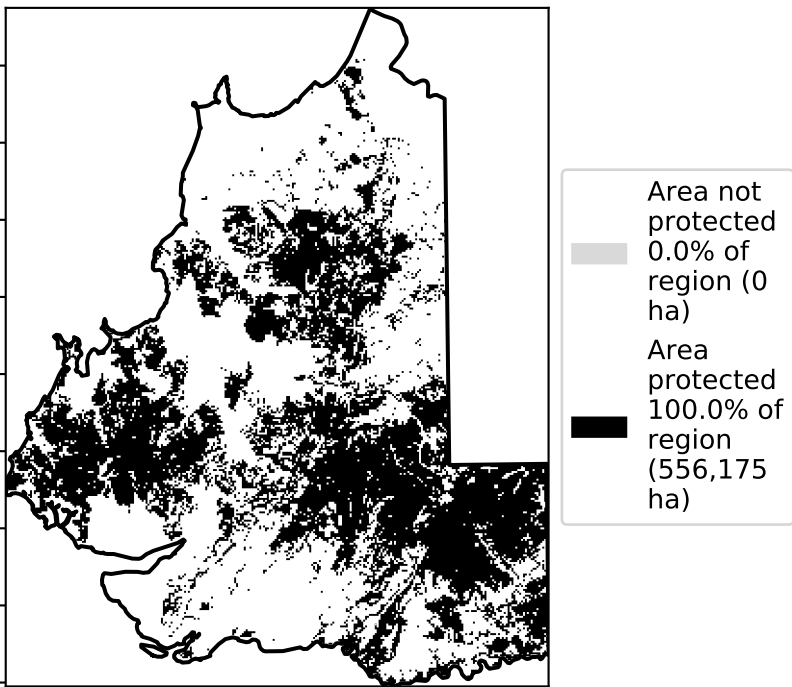 Area not
protected
0.0% of
region (0
ha)
Area
protected
100.0% of
region
(556,175
ha)